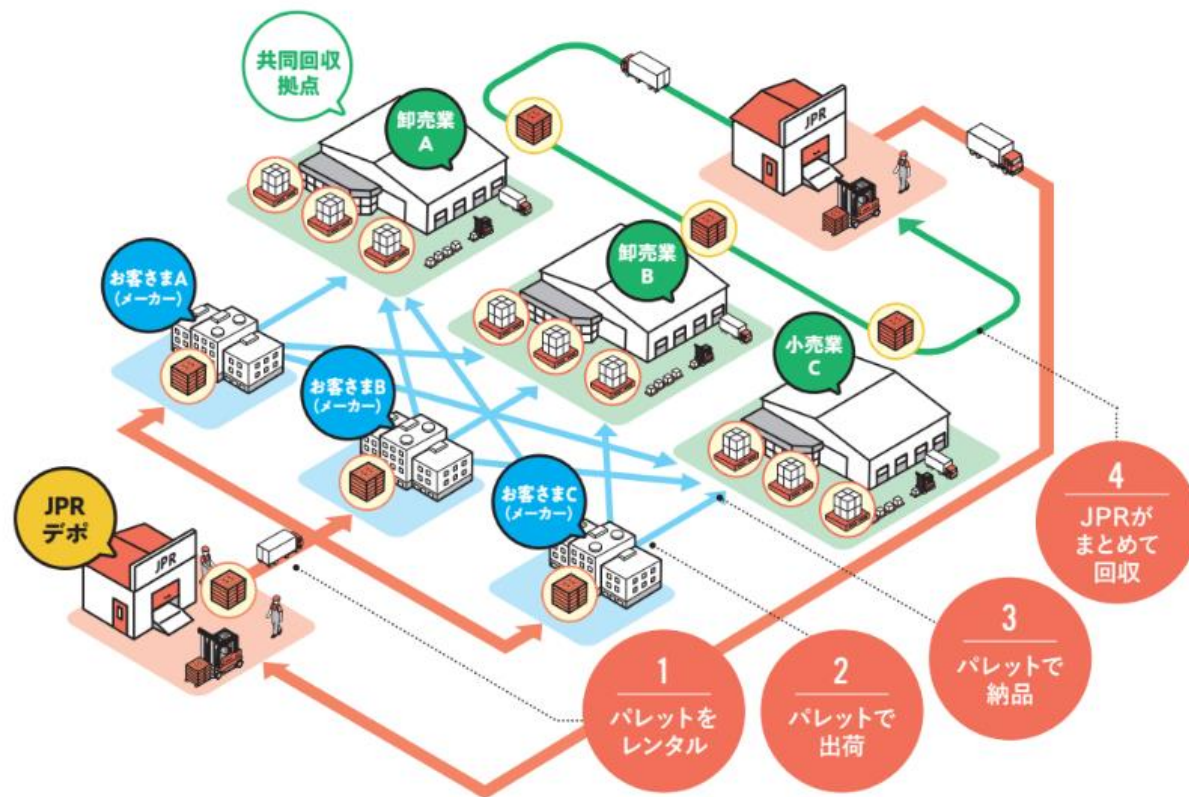 共同回収
拠点
卸売業
A
JPR
お客さまA
(メーカー)
卸売業
B
お客さまB
(メーカー)
小売業
C
お客さまC
(メーカー)
JPR
デポ
JPR
1
パレットを
レンタル
2
パレットで
出荷
3
パレットで
納品
4
JPRが
まとめて
回収